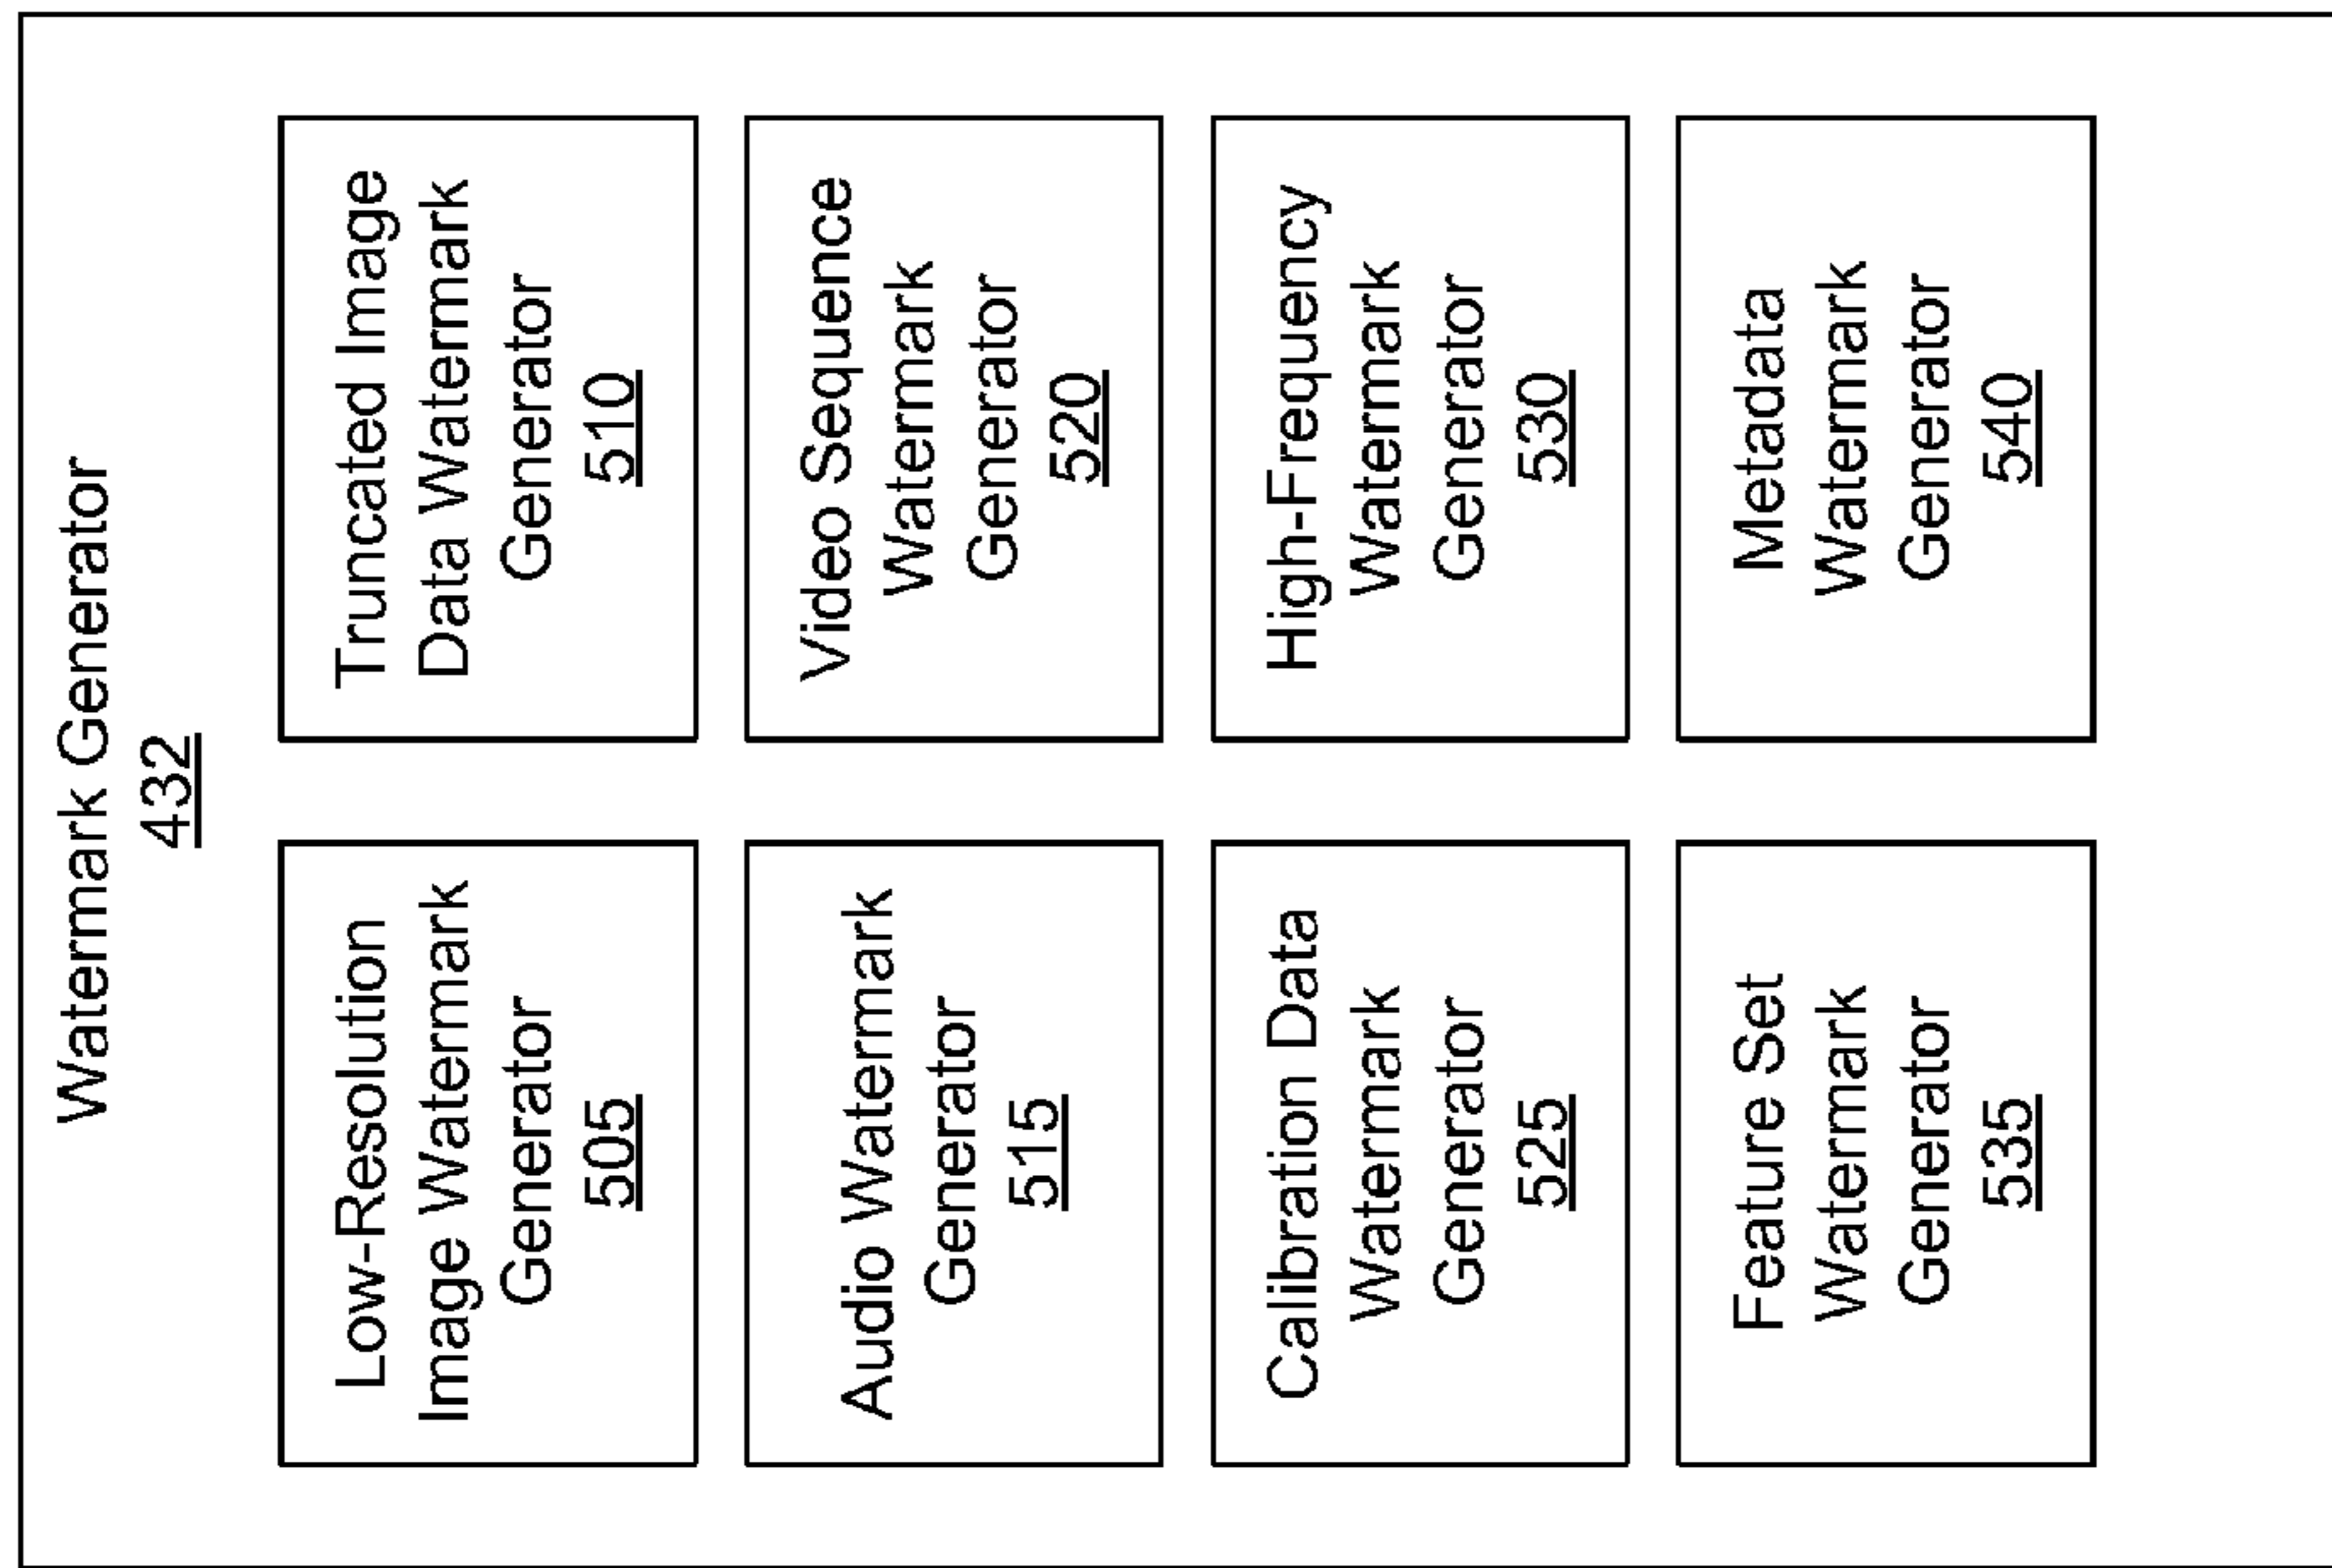 Watermark Generator
432
Low-Resolution
Image Watermark
Generator
505
Truncated Image
Data Watermark
Generator
510
Audio Watermark
Generator
515
Video Sequence
Watermark
Generator
520
Calibration Data
Watermark
Generator
525
High-Frequency
Watermark
Generator
530
Feature Set
Watermark
Generator
535
Metadata
Watermark
Generator
540